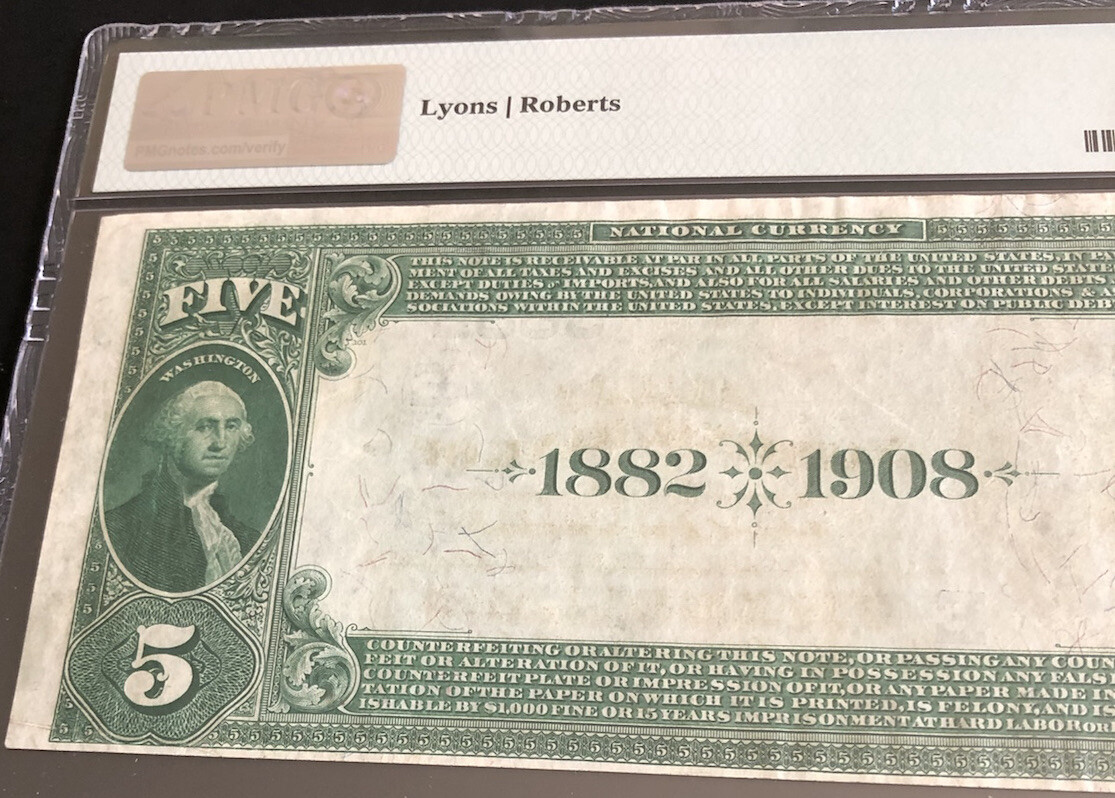 PMG
PMGnotes.com/verify
Lyons | Roberts
NATIONAL CURRENCY
THIS NOTE IS RECEIVABLE AT PAR IN ALL PARTS OF THE UNITED STATES, IN PA
MENT OF ALL TAXES AND EXCISES AND ALL OTHER DUES TO THE UNITED STAT
EXCEPT DUTIES ON IMPORTS, AND ALSO FOR ALL SALARIES AND OTHER DEBTS
DEMANDS OWING BY THE UNITED STATES TO INDIVIDUALS, CORPORATIONS &
SOCIATIONS WITHIN THE UNITED STATES, EXCEPT INTEREST ON PUBLIC DEB
FIVE
WASHINGTON
1882 1908
5
COUNTERFEITING OR ALTERING THIS NOTE, OR PASSING ANY COUN
FEIT OR ALTERATION OF IT, OR HAVING IN POSSESSION ANY FALS
COUNTERFEIT PLATE OR IMPRESSION OF IT, OR ANY PAPER MADE I
TATION OF THE PAPER ON WHICH IT IS PRINTED, IS FELONY, AND I
ISHABLE BY $1,000 FINE OR 15 YEARS IMPRISONMENT AT HARD LABOR OR